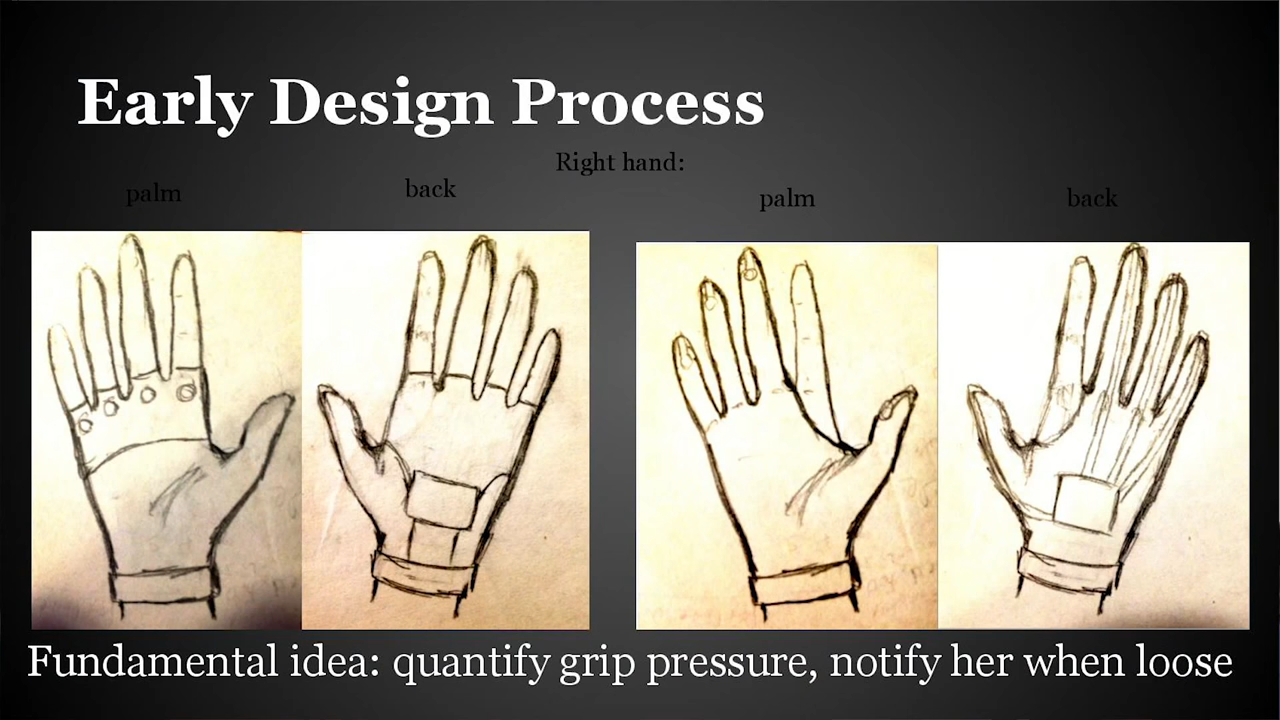 Early Design Process
Right hand:
palm
back
palm
back
Fundamental idea: quantify grip pressure, notify her when loose